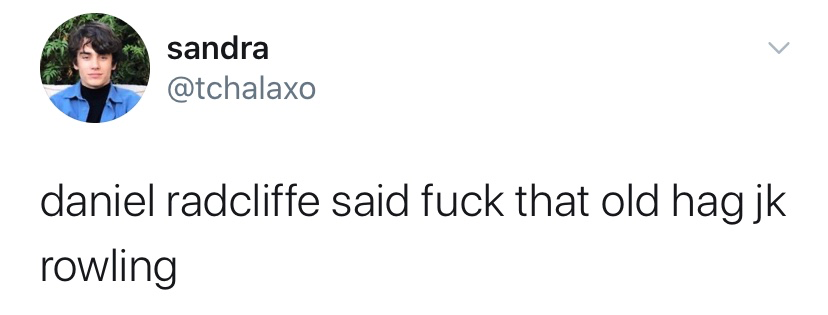 sandra
@tchalaxo
daniel radcliffe said fuck that old hag jk
rowling